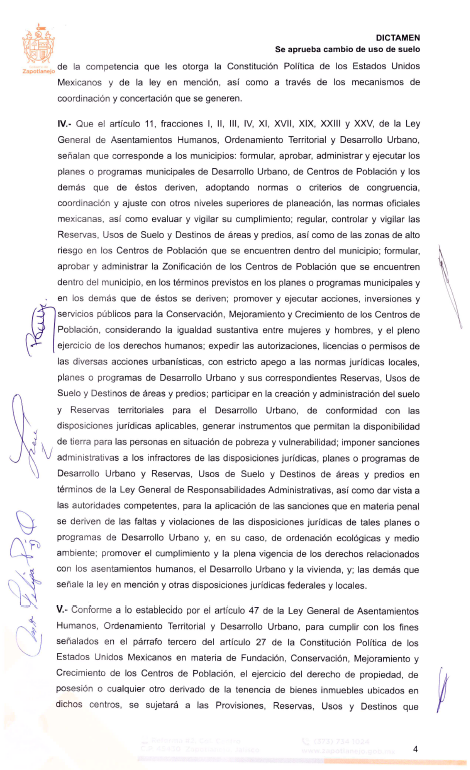 Zapotlanejo
DICTAMEN
Se aprueba cambio de uso de suelo
de la competencia que les otorga la Constitución Política de los Estados Unidos
Mexicanos y de la ley en mención, así como a través de los mecanismos de
coordinación y concertación que se generen.
IV.- Que el artículo 11, fracciones I, II, III, IV, XI, XVII, XIX, XXIII y XXV, de la Ley
General de Asentamientos Humanos, Ordenamiento Territorial y Desarrollo Urbano,
señalan que corresponde a los municipios: formular, aprobar, administrar y ejecutar los
planes o programas municipales de Desarrollo Urbano, de Centros de Población y los
demás que de éstos deriven, adoptando normas o criterios de congruencia,
coordinación y ajuste con otros niveles superiores de planeación, las normas oficiales
mexicanas, así como evaluar y vigilar su cumplimiento; regular, controlar y vigilar las
Reservas, Usos de Suelo y Destinos de áreas y predios, así como de las zonas de alto
riesgo en los Centros de Población que se encuentren dentro del municipio; formular,
aprobar y administrar la Zonificación de los Centros de Población que se encuentren
dentro del municipio, en los términos previstos en los planes o programas municipales y
en los demás que de éstos se deriven; promover y ejecutar acciones, inversiones y
servicios públicos para la Conservación, Mejoramiento y Crecimiento de los Centros de
Población, considerando la igualdad sustantiva entre mujeres y hombres, y el pleno
ejercicio de los derechos humanos; expedir las autorizaciones, licencias o permisos de
las diversas acciones urbanísticas, con estricto apego a las normas jurídicas locales,
planes o programas de Desarrollo Urbano y sus correspondientes Reservas, Usos de
Suelo y Destinos de áreas y predios; participar en la creación y administración del suelo
y Reservas territoriales para el Desarrollo Urbano, de conformidad con las
disposiciones jurídicas aplicables, generar instrumentos que permitan la disponibilidad
de tierra para las personas en situación de pobreza y vulnerabilidad; imponer sanciones
administrativas a los infractores de las disposiciones jurídicas, planes o programas de
Desarrollo Urbano y Reservas, Usos de Suelo y Destinos de áreas y predios en
términos de la Ley General de Responsabilidades Administrativas, así como dar vista a
las autoridades competentes, para la aplicación de las sanciones que en materia penal
se deriven de las faltas y violaciones de las disposiciones jurídicas de tales planes o
programas de Desarrollo Urbano y, en su caso, de ordenación ecológicas y medio
ambiente; promover el cumplimiento y la plena vigencia de los derechos relacionados
con los asentamientos humanos, el Desarrollo Urbano y la vivienda, y; las demás que
señale la ley en mención y otras disposiciones jurídicas federales y locales.
V.- Conforme a lo establecido por el artículo 47 de la Ley General de Asentamientos
Humanos, Ordenamiento Territorial y Desarrollo Urbano, para cumplir con los fines
señalados en el párrafo tercero del artículo 27 de la Constitución Política de los
Estados Unidos Mexicanos en materia de Fundación, Conservación, Mejoramiento y
Crecimiento de los Centros de Población, el ejercicio del derecho de propiedad, de
posesión o cualquier otro derivado de la tenencia de bienes inmuebles ubicados en
dichos centros, se sujetará a las Provisiones, Reservas, Usos y Destinos que
4